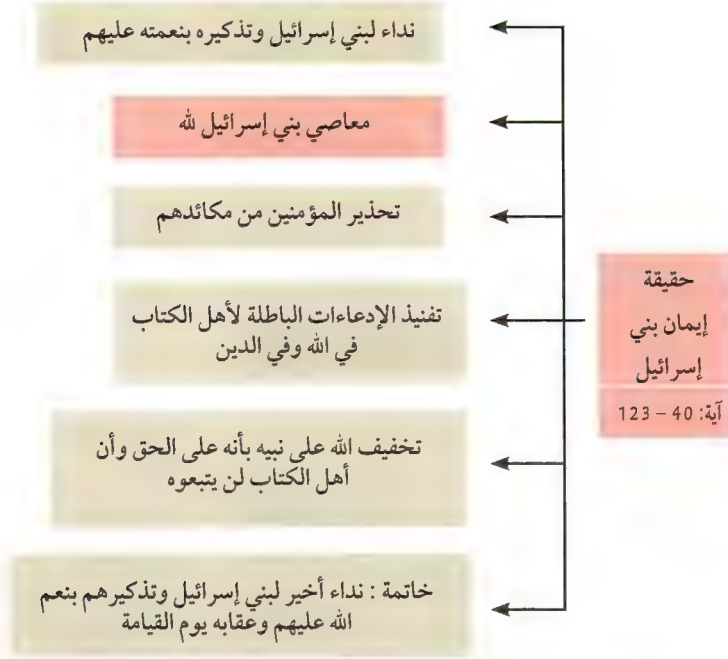 حقيقة
إيمان بني
إسرائيل
آية: 40 – 123
نداء لبني إسرائيل وتذكيره بنعمته عليهم
معاصي بني إسرائيل لله
تحذير المؤمنين من مكائدهم
تفنيذ الإدعاءات الباطلة لأهل الكتاب
في الله وفي الدين
تخفيف الله على نبيه بأنه على الحق وأن
أهل الكتاب لن يتبعوه
خاتمة : نداء أخير لبني إسرائيل وتذكيرهم بنعم
الله عليهم وعقابه يوم القيامة